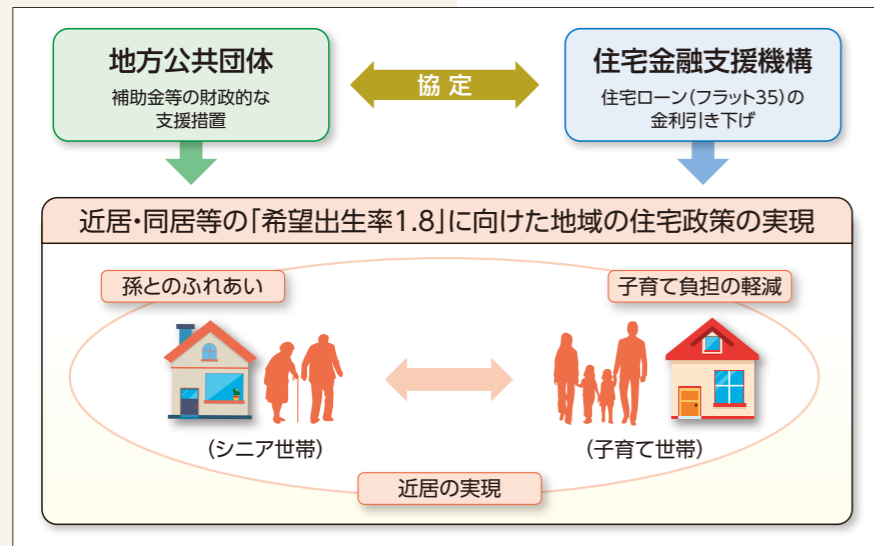 地方公共団体
補助金等の財政的な
支援措置
協定
住宅金融支援機構
住宅ローン(フラット35)の
金利引き下げ
近居・同居等の「希望出生率1.8」に向けた地域の住宅政策の実現
孫とのふれあい
子育て負担の軽減
(シニア世帯)
(子育て世帯)
近居の実現